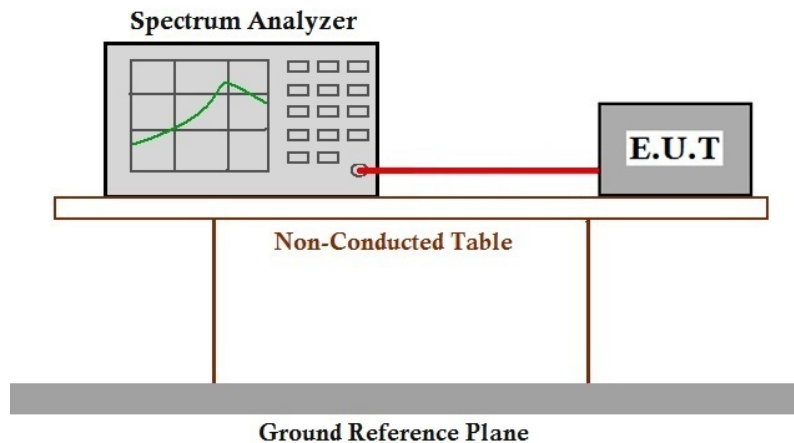 Spectrum Analyzer
E.U.T
Non-Conducted Table
Ground Reference Plane